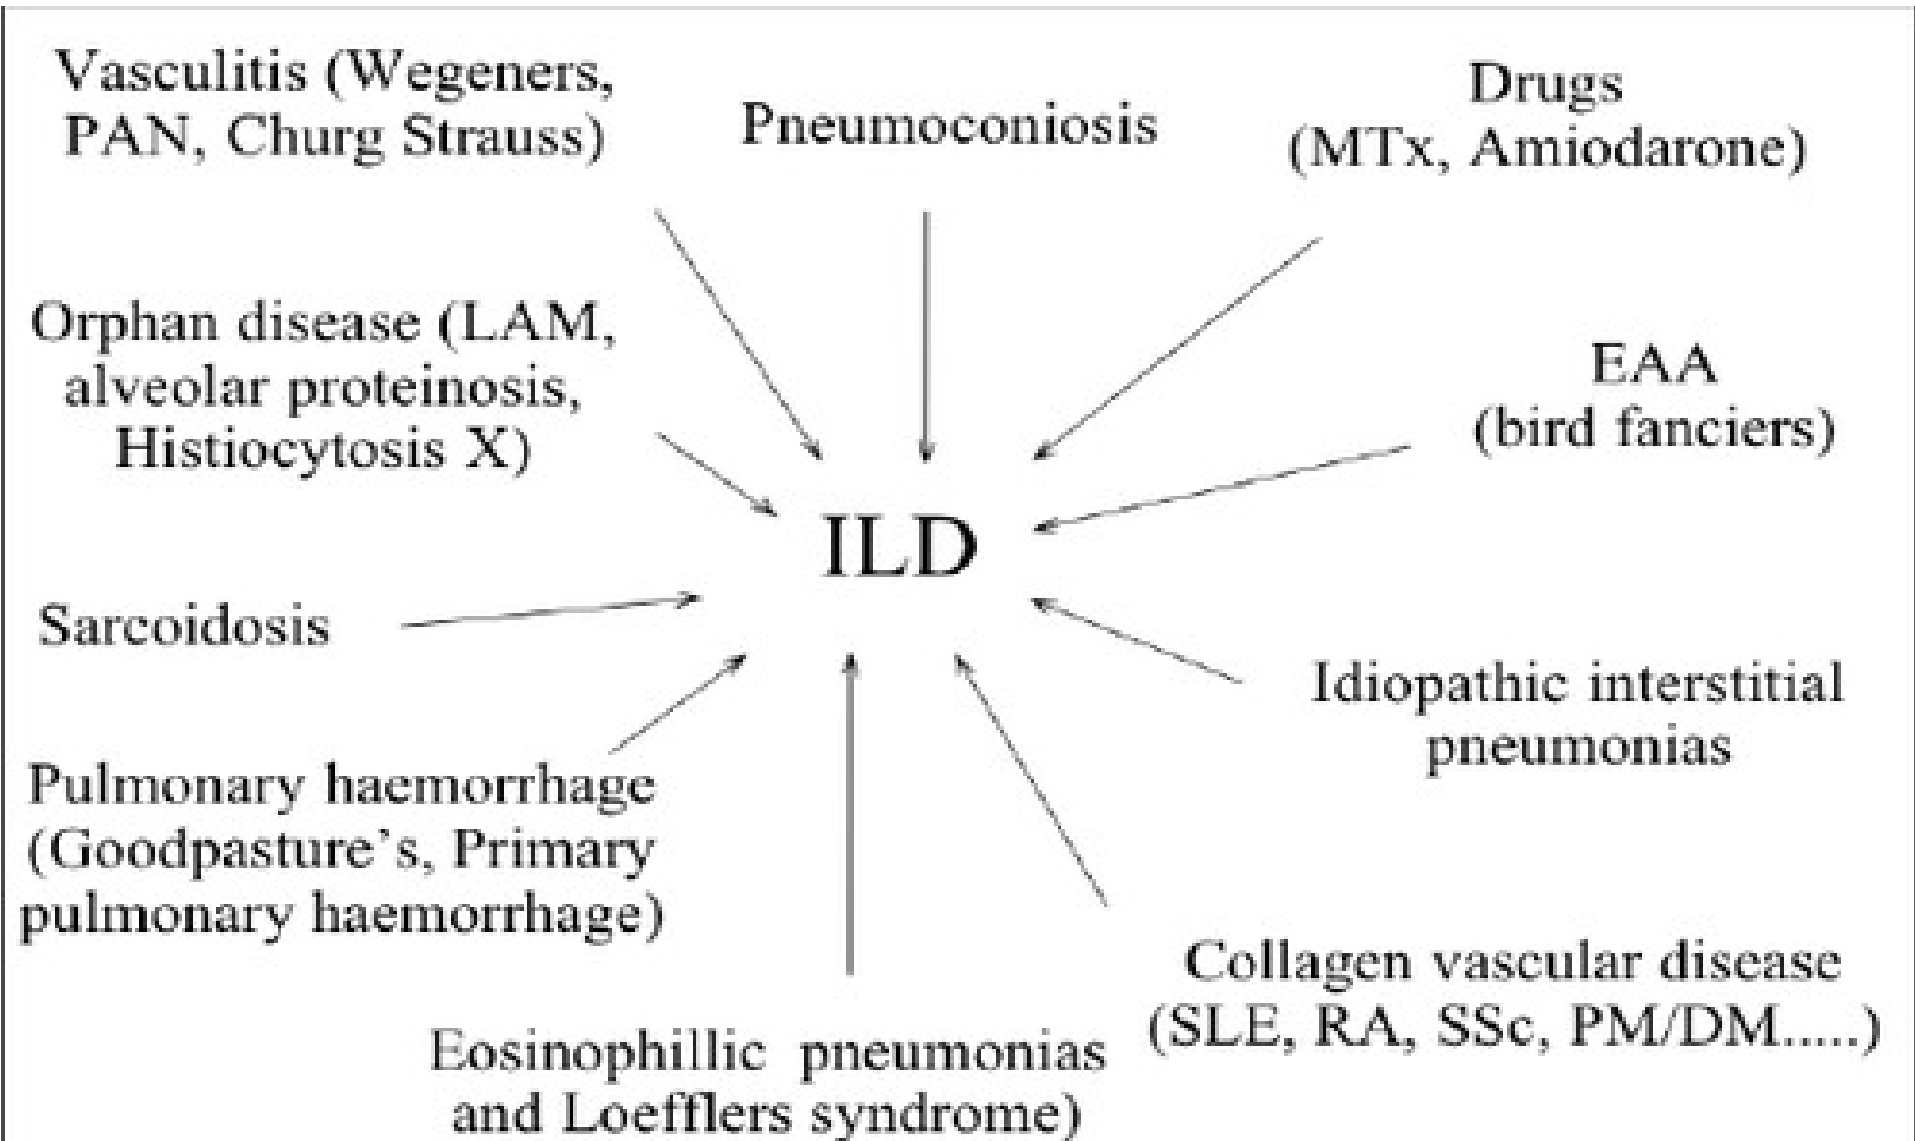 Vasculitis (Wegeners,
PAN, Churg Strauss)
Pneumoconiosis
Drugs
(MTx, Amiodarone)
Orphan disease (LAM,
alveolar proteinosis,
Histiocytosis X)
EAA
(bird fanciers)
ILD
Sarcoidosis
Idiopathic interstitial
pneumonias
Pulmonary haemorrhage
(Goodpasture's, Primary
pulmonary haemorrhage)
Collagen vascular disease
(SLE, RA, SSc, PM/DM.....)
Eosinophillic pneumonias
and Loefflers syndrome)